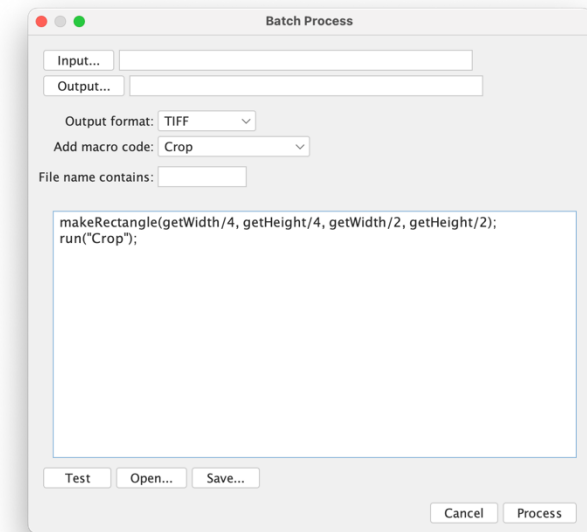 Batch Process
Input...
Output...
Output format: TIFF
Add macro code: Crop
File name contains:
makeRectangle(getWidth/4, getHeight/4, getWidth/2, getHeight/2);
run("Crop");
Test Open... Save...
Cancel Process